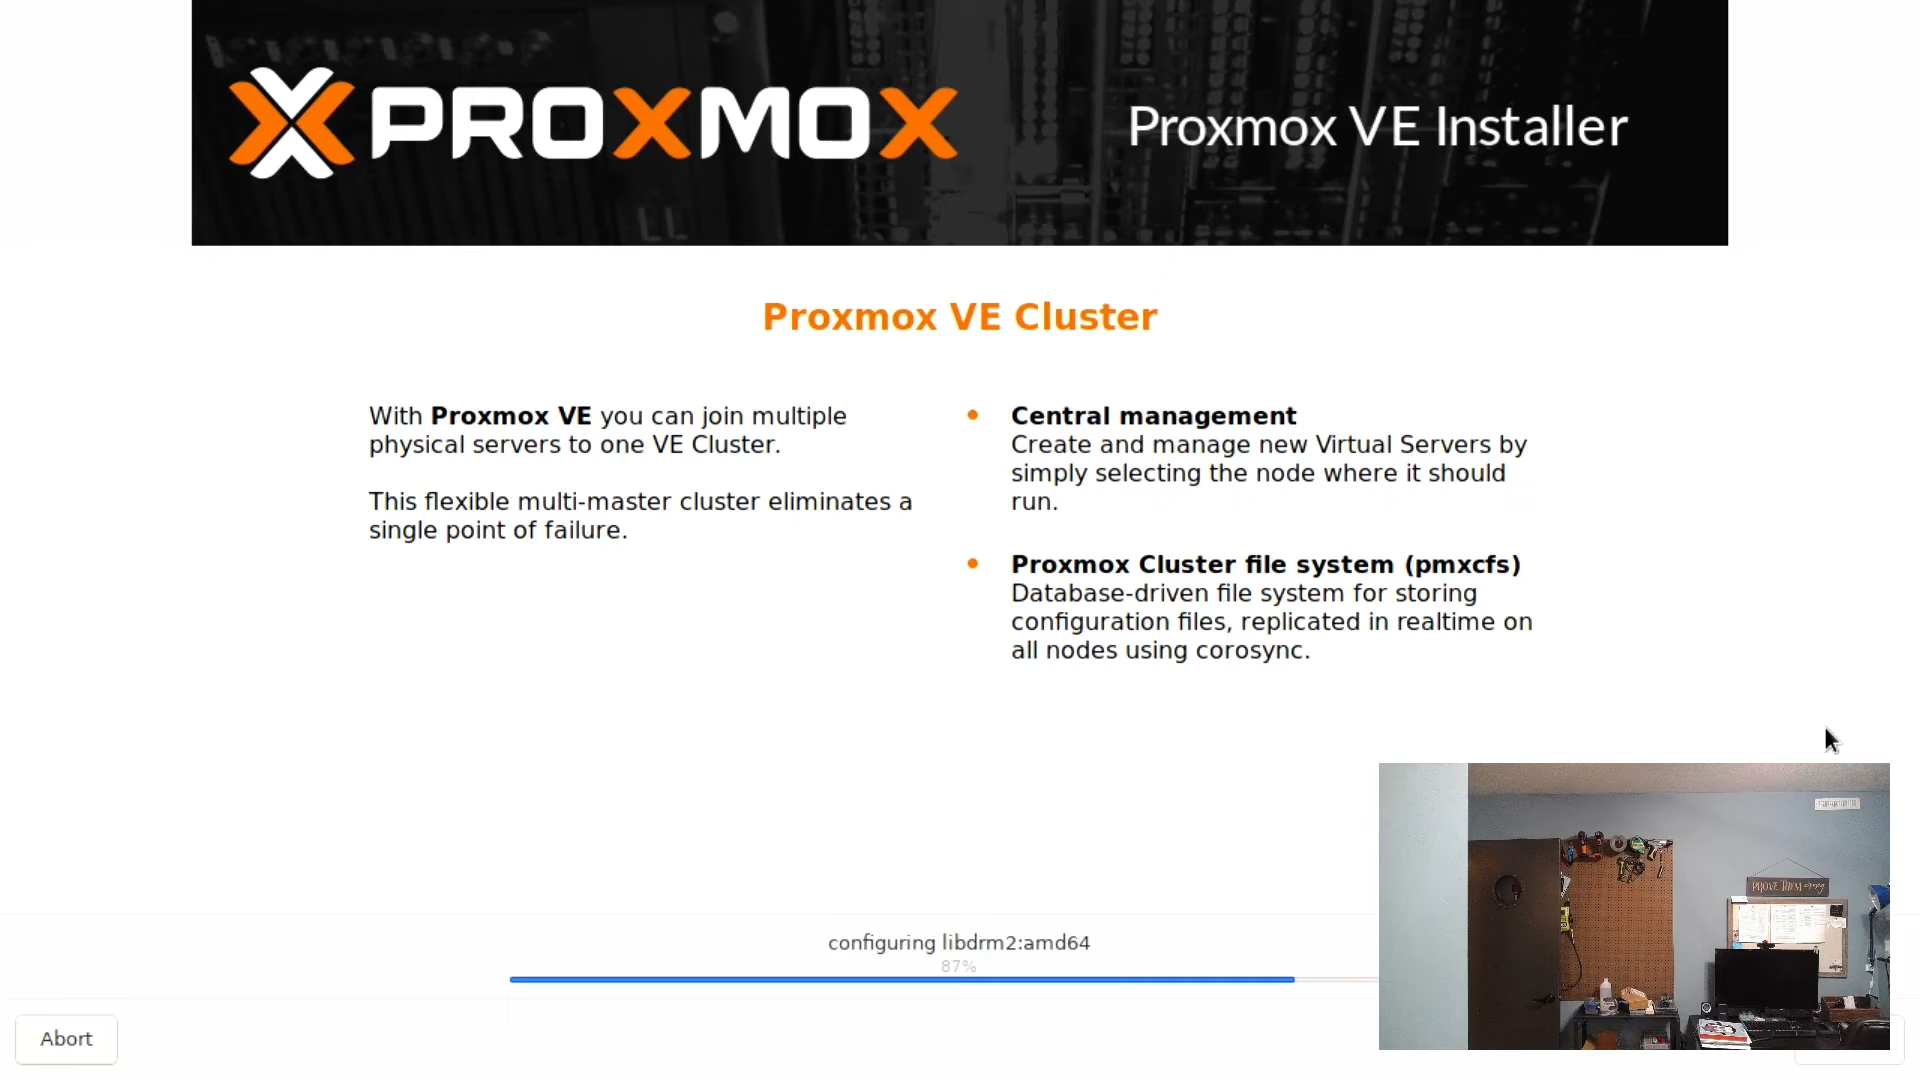 PROXMOX
Proxmox VE Installer
Proxmox VE Cluster
With Proxmox VE you can join multiple
physical servers to one VE Cluster.
This flexible multi-master cluster eliminates a
single point of failure.
Central management
Create and manage new Virtual Servers by
simply selecting the node where it should
run.
Proxmox Cluster file system (pmxcfs)
Database-driven file system for storing
configuration files, replicated in realtime on
all nodes using corosync.
configuring libdrm2:amd64
87%
Abort
PROVE THEM wrong